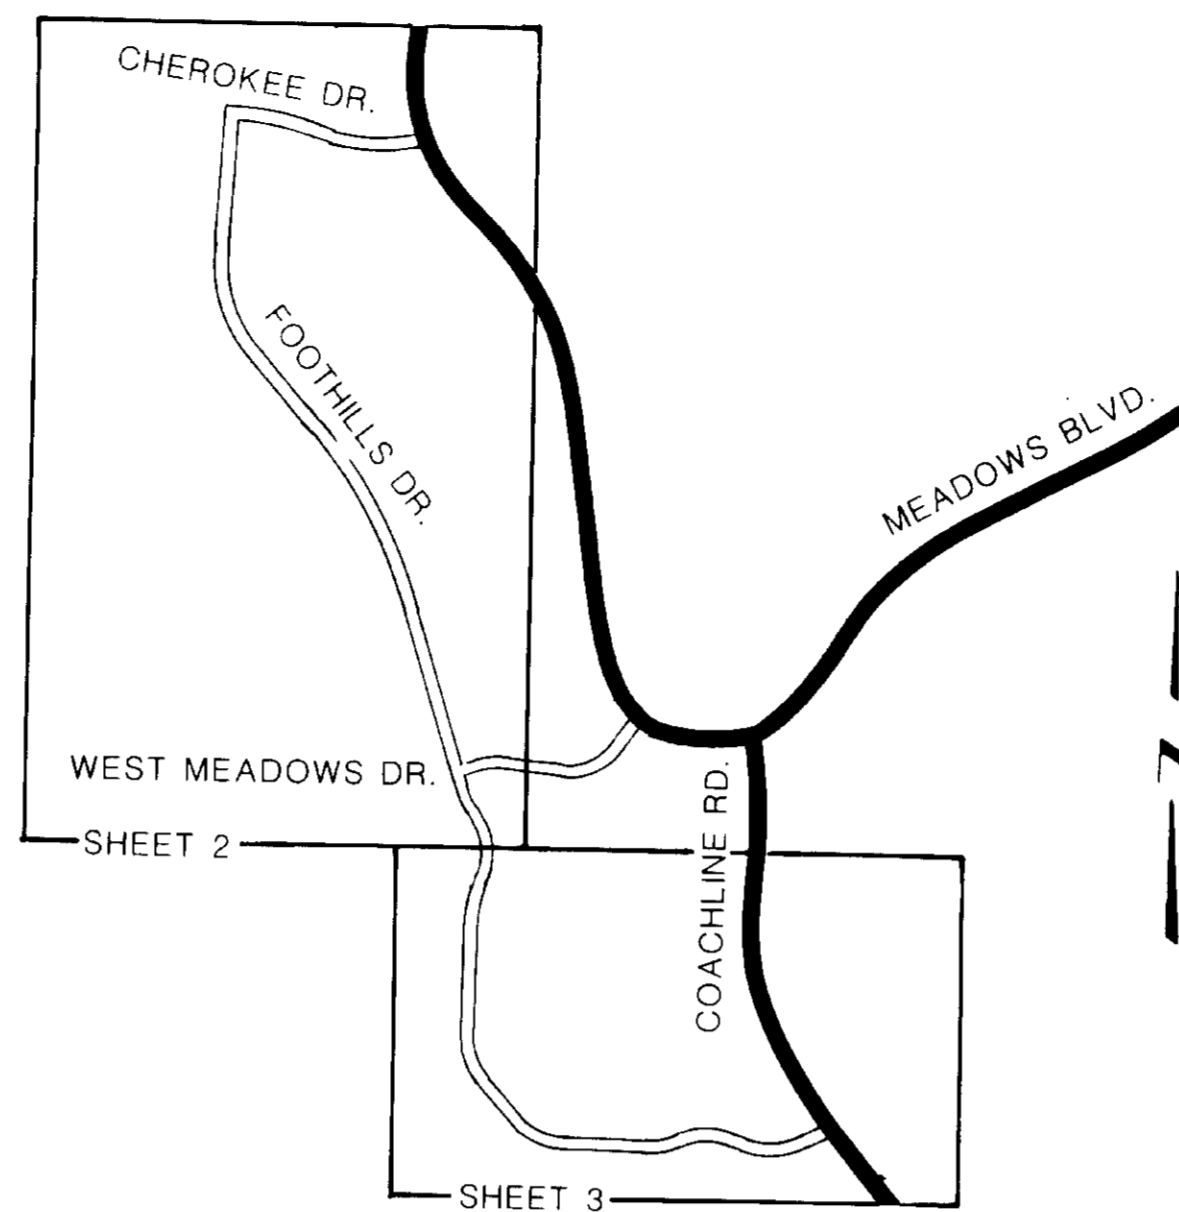 CHEROKEE DR.
FOOTHILLS DR.
MEADOWS BLVD.
WEST MEADOWS DR.
COACHLINE RD.
SHEET 2
SHEET 3